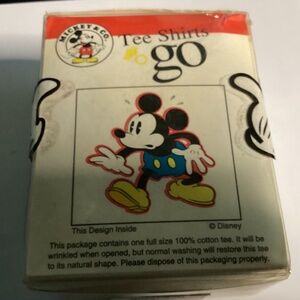 MICKEY & CO.
Tee Shirts
to go
This Design Inside © Disney
This package contains one full size 100% cotton tee. It will be
wrinkled when opened, but normal washing will restore this tee
to its natural shape. Please dispose of this packaging properly.